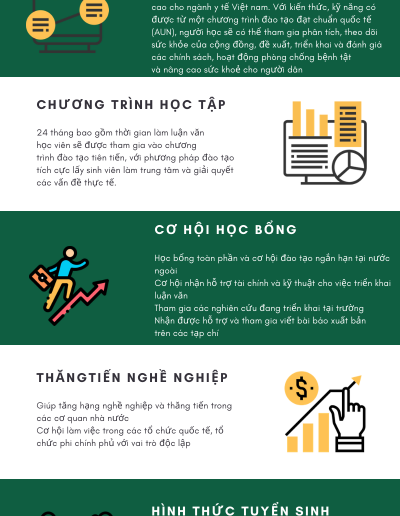 cao cho ngành y tế Việt nam. Với kiến thức, kỹ năng có
được từ một chương trình đào đạt chuẩn quốc tế
(AUN), người học sẽ có thể tham gia phân tích, theo dõi
sức khỏe của cộng đồng, đề xuất, triển khai và đánh giá
các chính sách, hoạt động phòng chống bệnh tật
và nâng cao sức khoẻ cho người dân
CHƯƠNG TRÌNH HỌC TẬP
24 tháng bao gồm thời gian làm luận văn
học viên sẽ được tham gia vào chương
trình đào tạo tiên tiến, với phương pháp đào tạo
tích cực lấy sinh viên làm trung tâm và giải quyết
các vấn đề thực tế.
CƠ HỘI HỌC BỔNG
Học bổng toàn phần và cơ hội đào tạo ngắn hạn tại nước
ngoài
Cơ hội nhận hỗ trợ tài chính và kỹ thuật cho việc triển khai
luận văn
Tham gia các nghiên cứu đang triển khai tại trường
Nhận được hỗ trợ và tham gia viết bài báo xuất bản
trên các tạp chí
THĂNGTIẾN NGHỀ NGHIỆP
Giúp tăng hạng nghề nghiệp và thăng tiến trong
các cơ quan nhà nước
Cơ hội làm việc trong các tổ chức quốc tế, tổ
chức phi chính phủ với vai trò độc lập
HÌNH THỨC TUYỂN SINH